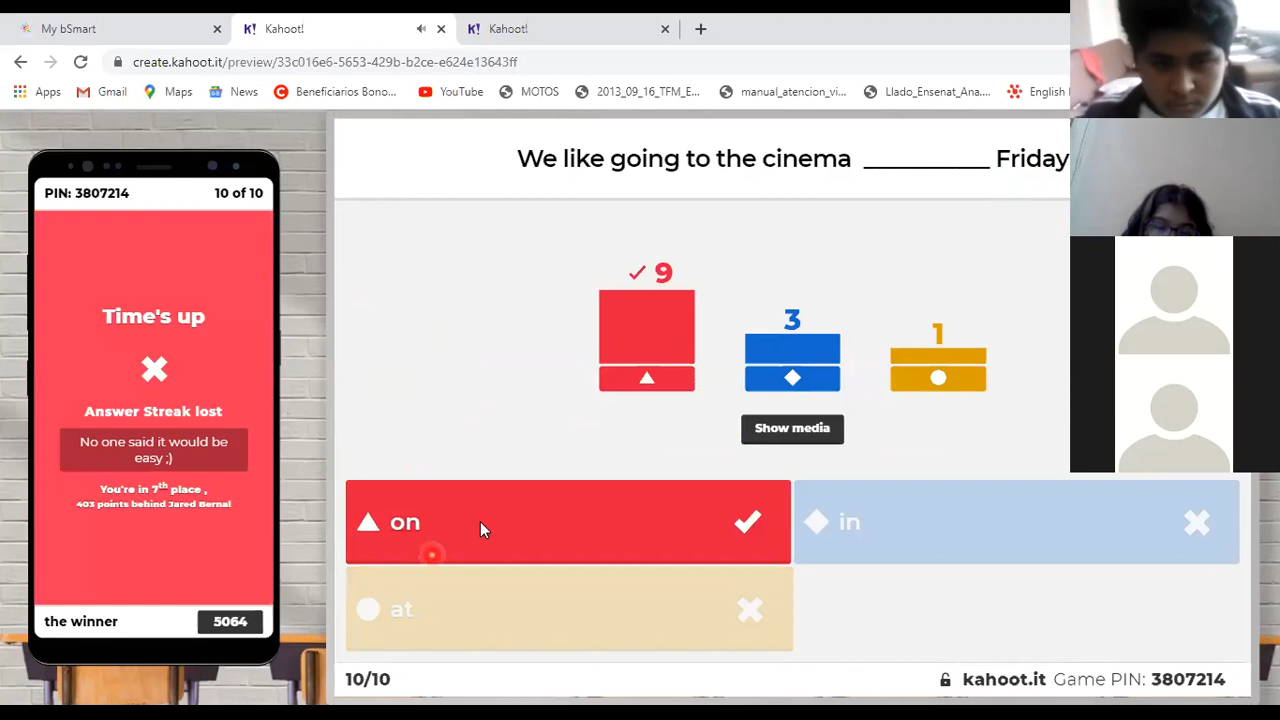 My bSmart
Kahoot!
Kahoot!
create.kahoot.it/preview/33c016e6-5653-429b-b2ce-e624e13643ff
Apps
Gmail
Maps
News
Beneficiarios Bono...
YouTube
MOTOS
2013_09_16_TFM_E...
manual_atencion_vi...
Llado_Ensenat_Ana...
English
We like going to the cinema __________ Friday
PIN: 3807214
10 of 10
Time's up
Answer Streak lost
No one said it would be
easy ;)
You're in 7th place ,
403 points behind Jared Bernal
the winner
5064
9
3
1
Show media
on
in
at
10/10
kahoot.it Game PIN: 3807214